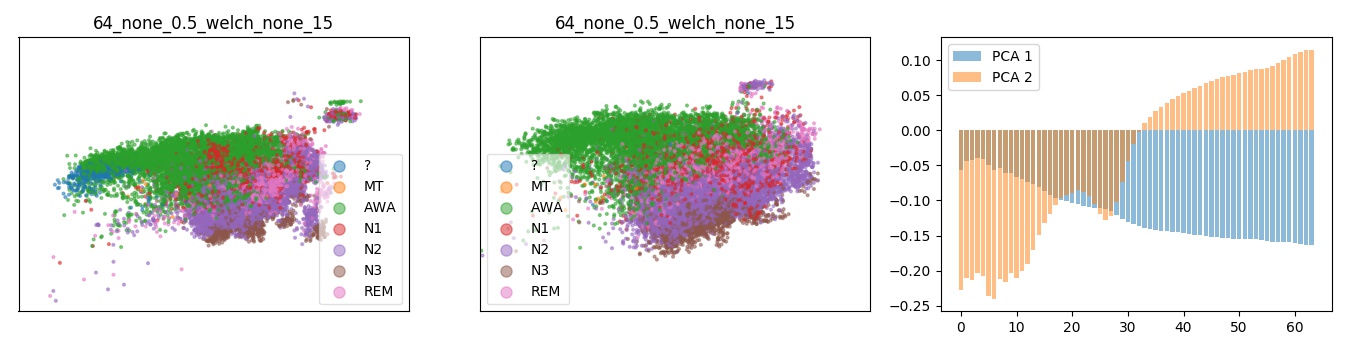 64_none_0.5_welch_none_15
?
MT
AWA
N1
N2
N3
REM
64_none_0.5_welch_none_15
?
MT
AWA
N1
N2
N3
REM
PCA 1
PCA 2
0.10
0.05
0.00
−0.05
−0.10
−0.15
−0.20
−0.25
0 10 20 30 40 50 60